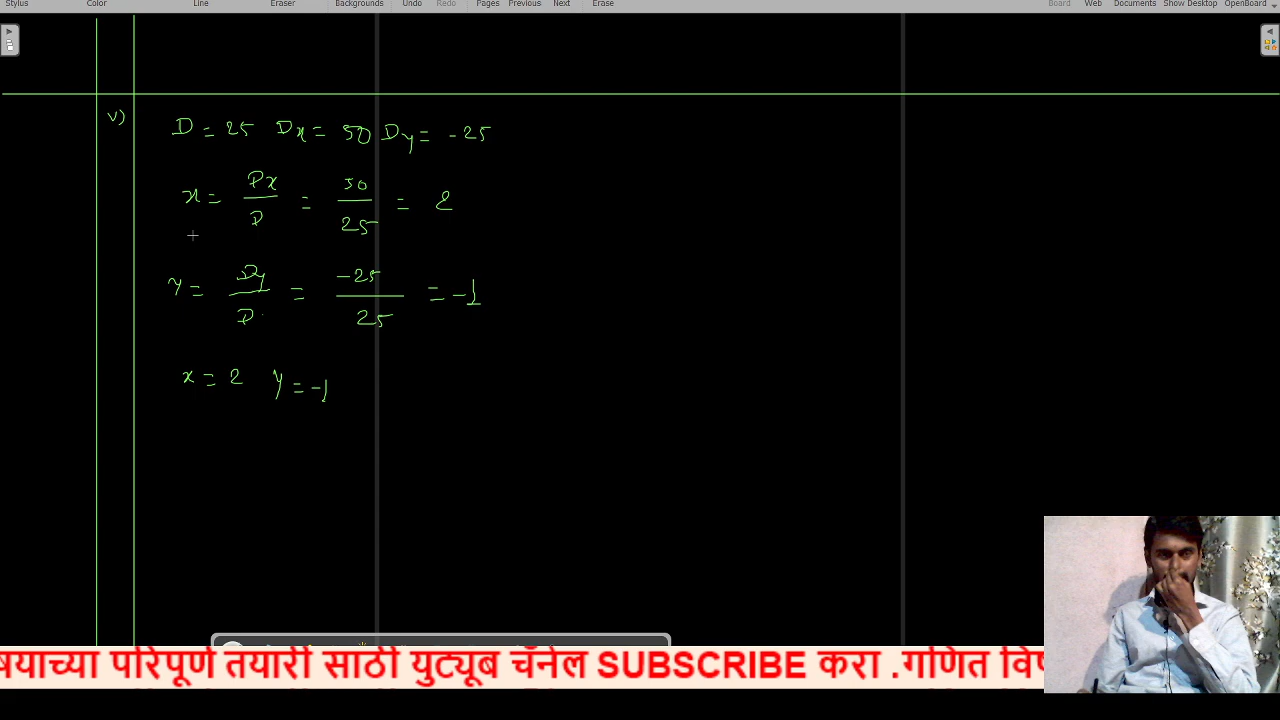 Stylus Color Line Eraser Backgrounds Undo Redo Pages Previous Next Erase Board Web Documents Show Desktop OpenBoard
v) D = 25 Dx = 50 Dy = -25
x = Dx/D = 50/25 = 2
y = Dy/D = -25/25 = -1
x = 2 y = -1
षयाच्या परिपूर्ण तयारी साठी युट्यूब चॅनेल SUBSCRIBE करा .गणित विष